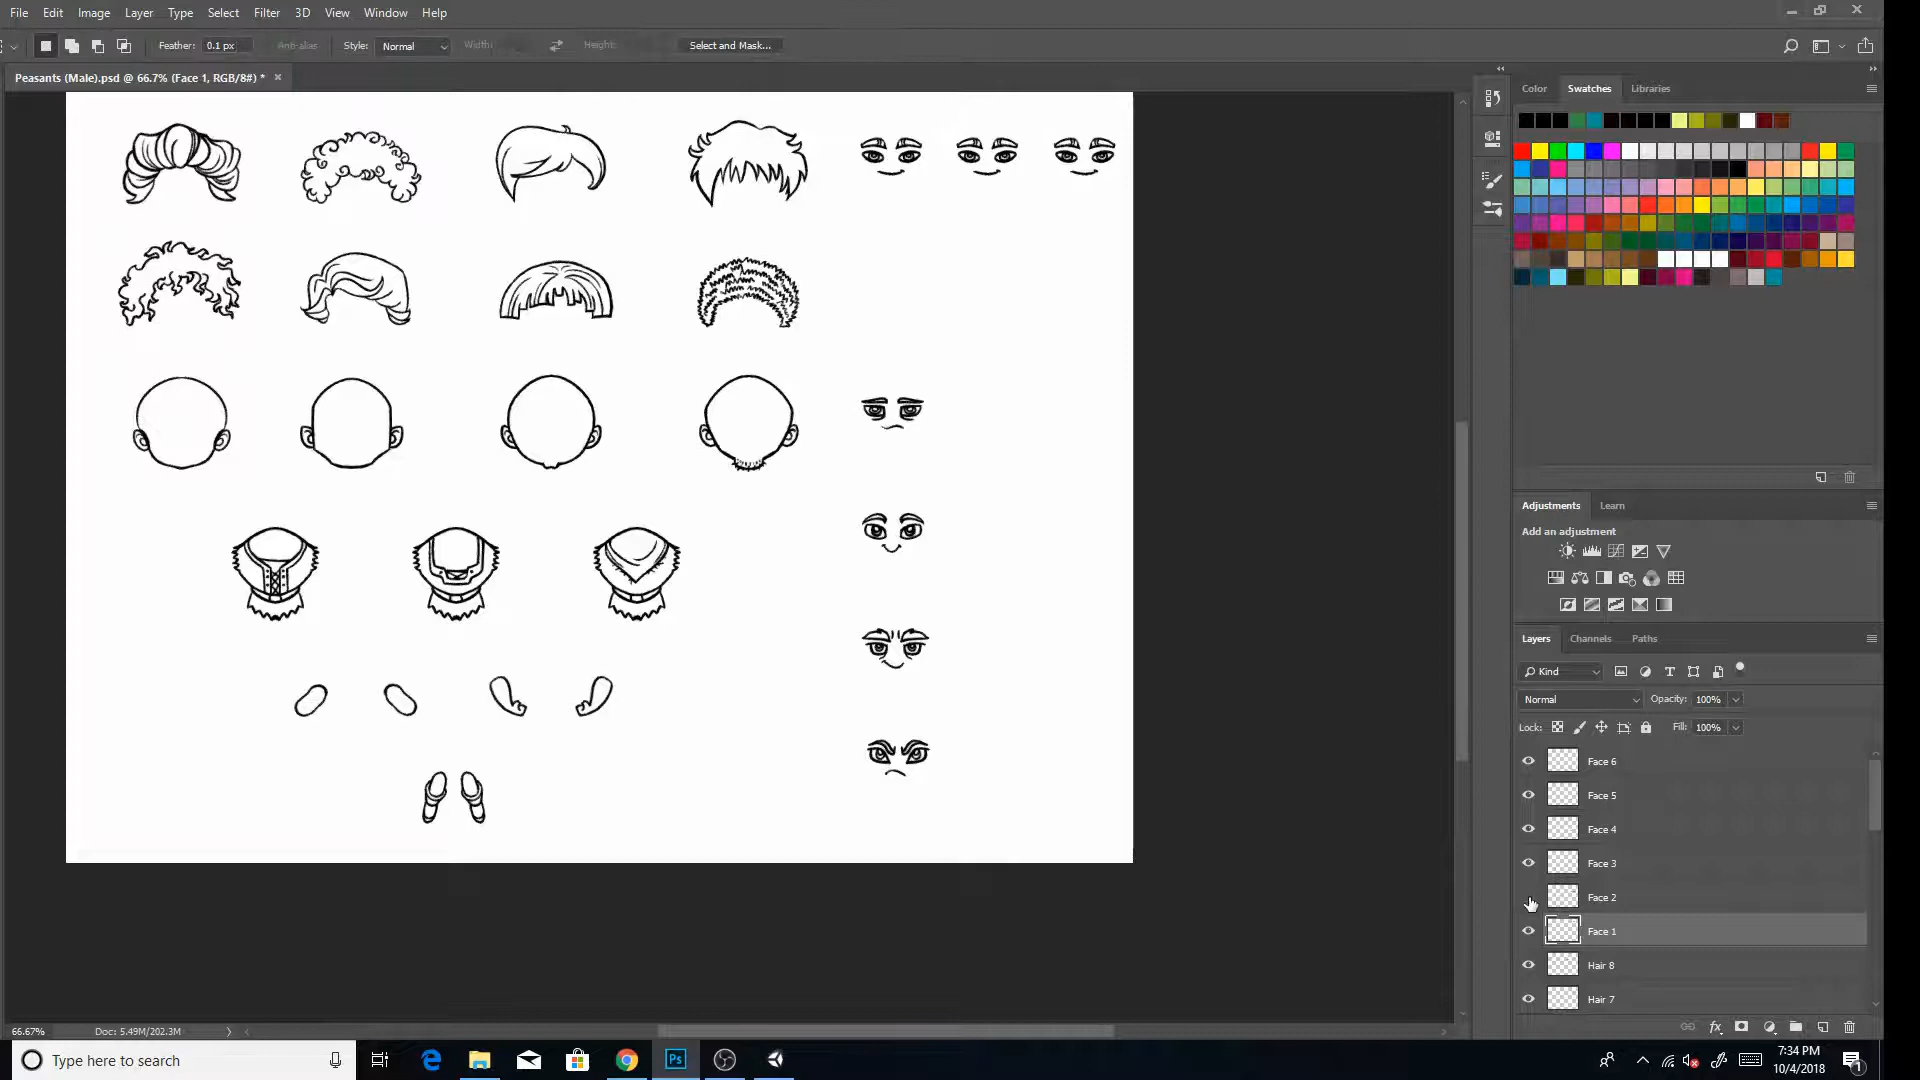 File Edit Image Layer Type Select Filter 3D View Window Help
Feather: 0.1 px Anti-alias Style: Normal Width: Height: Select and Mask...
Peasants (Male).psd @ 66.7% (Face 1, RGB/8#) *
Color Swatches Libraries
Adjustments Learn
Add an adjustment
Layers Channels Paths
Kind
Normal Opacity: 100%
Lock: Fill: 100%
Face 6
Face 5
Face 4
Face 3
Face 2
Face 1
Hair 8
Hair 7
fx
66.67% Doc: 5.49M/202.3M
Type here to search
Ps
7:34 PM
10/4/2018
1